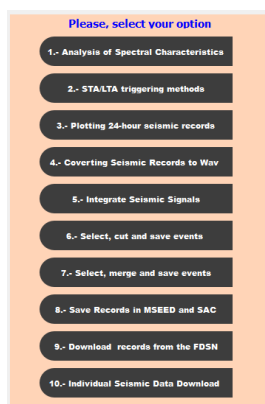 Please, select your option
1.- Analysis of Spectral Characteristics
2.- STA/LTA triggering methods
3.- Plotting 24-hour seismic records
4.- Coverting Seismic Records to Wav
5.- Integrate Seismic Signals
6.- Select, cut and save events
7.- Select, merge and save events
8.- Save Records in MSEED and SAC
9.- Download records from the FDSN
10.- Individual Seismic Data Download